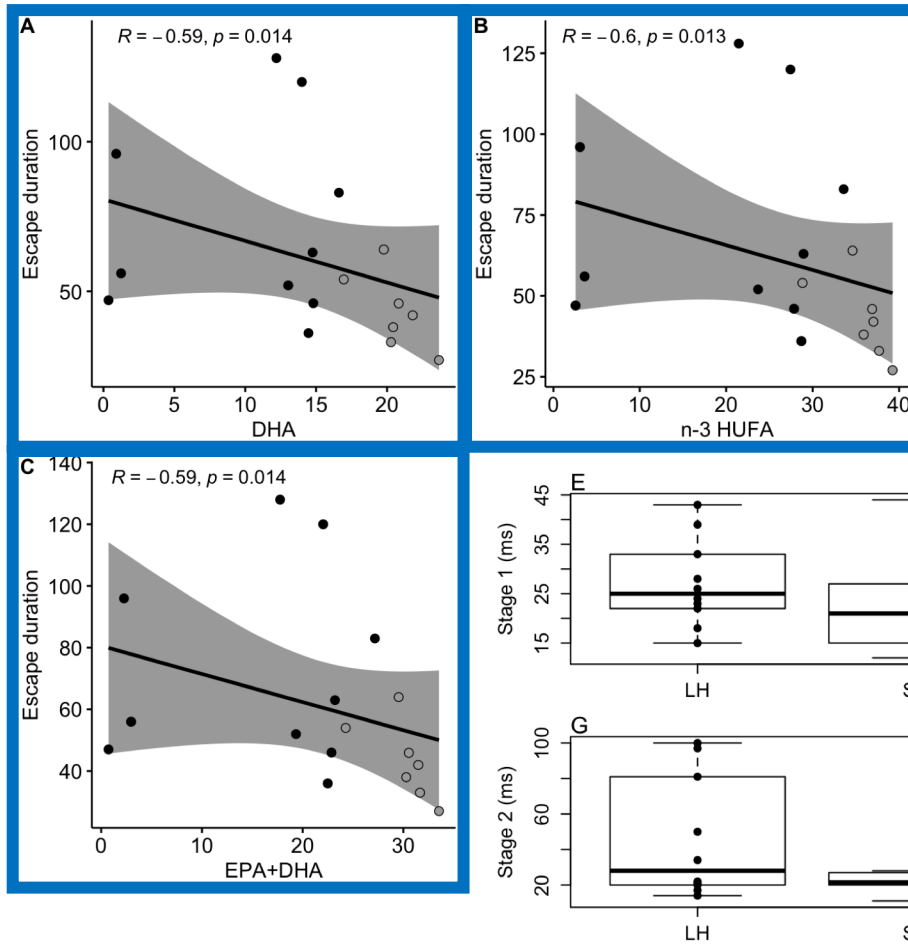 A
R = −0.59, p = 0.014
Escape duration
100
50
0 5 10 15 20
DHA
B
R = −0.6, p = 0.013
Escape duration
125
100
75
50
25
0 10 20 30 40
n-3 HUFA
C
R = −0.59, p = 0.014
Escape duration
140
120
100
80
60
40
0 10 20 30
EPA+DHA
E
Stage 1 (ms)
45
35
25
15
LH S
G
Stage 2 (ms)
100
60
20
LH S